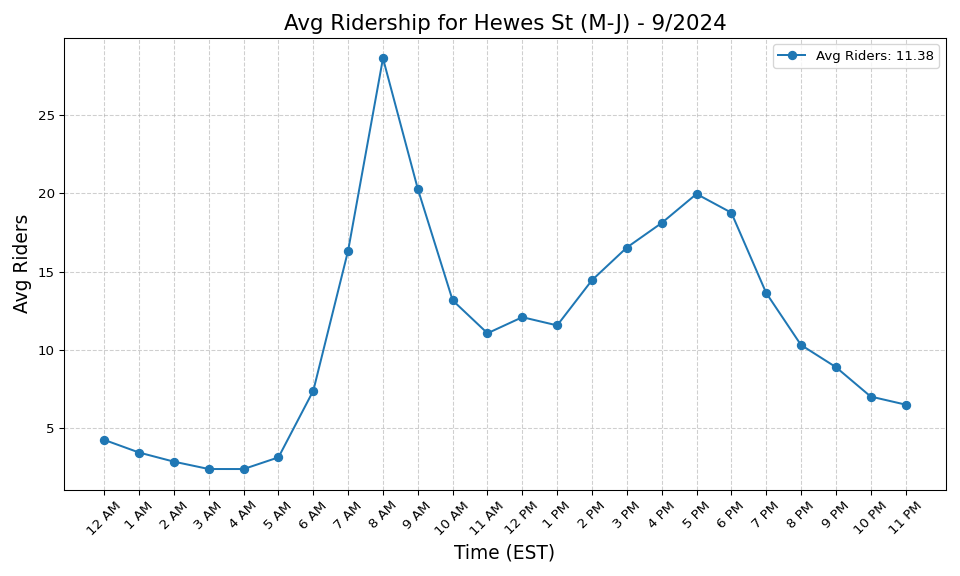 Avg Ridership for Hewes St (M-J) - 9/2024
Avg Riders: 11.38
Avg Riders
25
20
15
10
5
12 AM
1 AM
2 AM
3 AM
4 AM
5 AM
6 AM
7 AM
8 AM
9 AM
10 AM
11 AM
12 PM
1 PM
2 PM
3 PM
4 PM
5 PM
6 PM
7 PM
8 PM
9 PM
10 PM
11 PM
Time (EST)